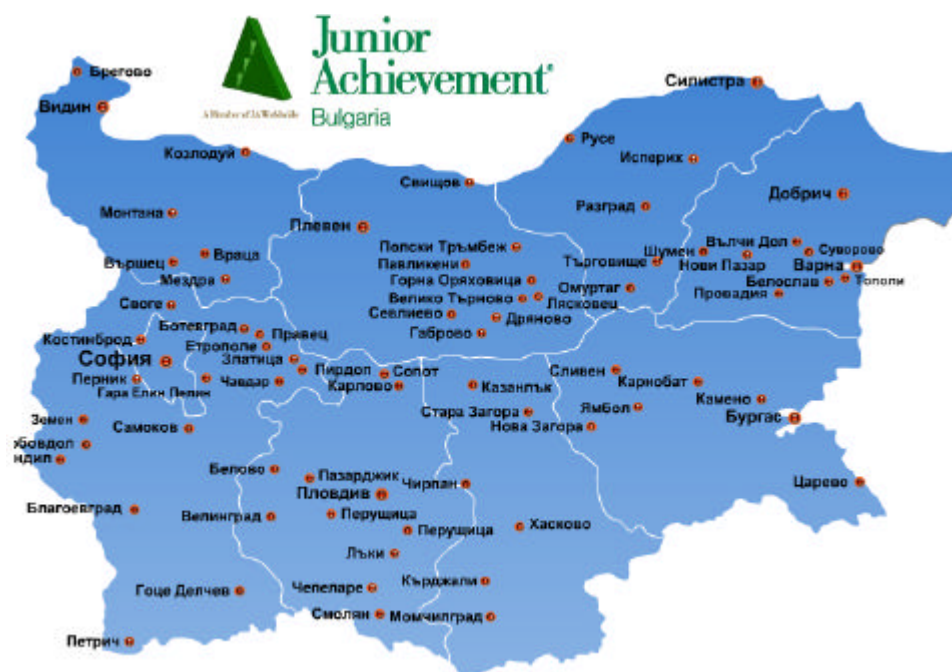 Junior
Achievement®
Bulgaria
A Member of JA Worldwide
Брегово
Видин
Силистра
Козлодуй
Русе
Исперих
Свищов
Добрич
Монтана
Разград
Плевен
Враца
Вършец
Мездра
Попски Тръмбеж
Павликени
Горна Оряховица
Велико Търново
Лясковец
Севлиево
Дряново
Габрово
Търговище
Омуртаг
Шумен
Вълчи Дол
Суворово
Нови Пазар
Варна
Белослав
Тополи
Провадия
Своге
Костинброд
Ботевград
Правец
Етрополе
София
Златица
Пирдоп
Сопот
Перник
Гара Елин Пелин
Чавдар
Карлово
Казанлък
Сливен
Карнобат
Камено
Стара Загора
Ямбол
Бургас
Нова Загора
Земен
Самоков
обовдол
ндил
Белово
Пазарджик
Пловдив
Чирпан
Царево
Благоевград
Велинград
Перущица
Перущица
Хасково
Лъки
Гоце Делчев
Чепеларе
Кърджали
Смолян
Момчилград
Петрич